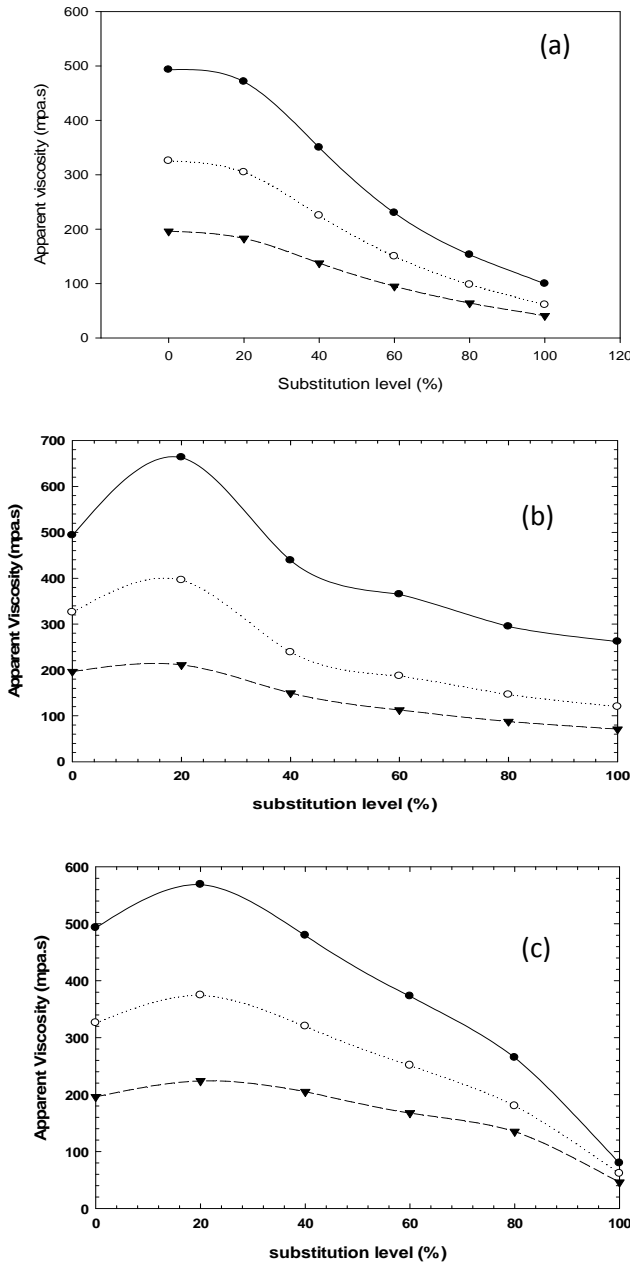 600
(a)
500
400
300
200
100
0
Apparent viscosity (mpa.s)
0 20 40 60 80 100 120
Substitution level (%)
700
600
(b)
500
400
300
200
100
0
Apparent Viscosity (mpa.s)
0 20 40 60 80 100
substitution level (%)
600
500
(c)
400
300
200
100
0
Apparent Viscosity (mpa.s)
0 20 40 60 80 100
substitution level (%)